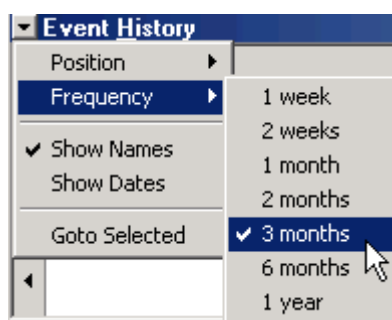 Event History
Position
Frequency
Show Names
Show Dates
Goto Selected
1 week
2 weeks
1 month
2 months
3 months
6 months
1 year